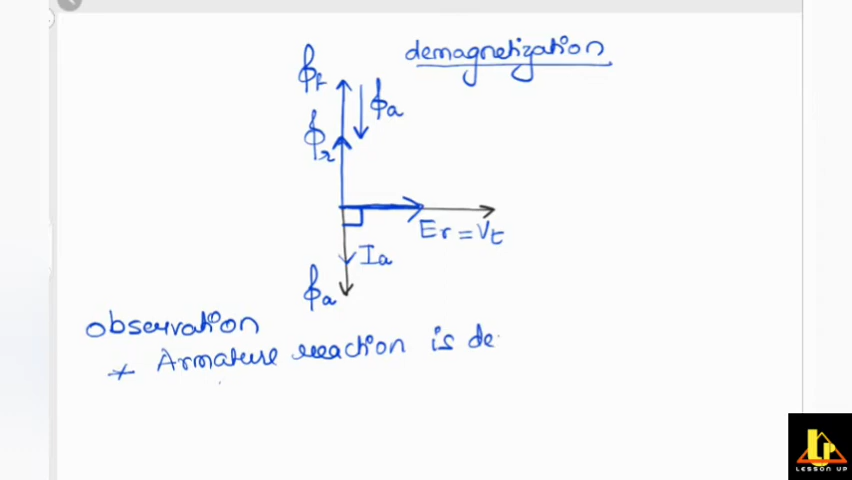 demagnetization
ϕf
ϕa
ϕr
Er = Vt
Ia
ϕa
observation
* Armature reaction is de
LESSON UP